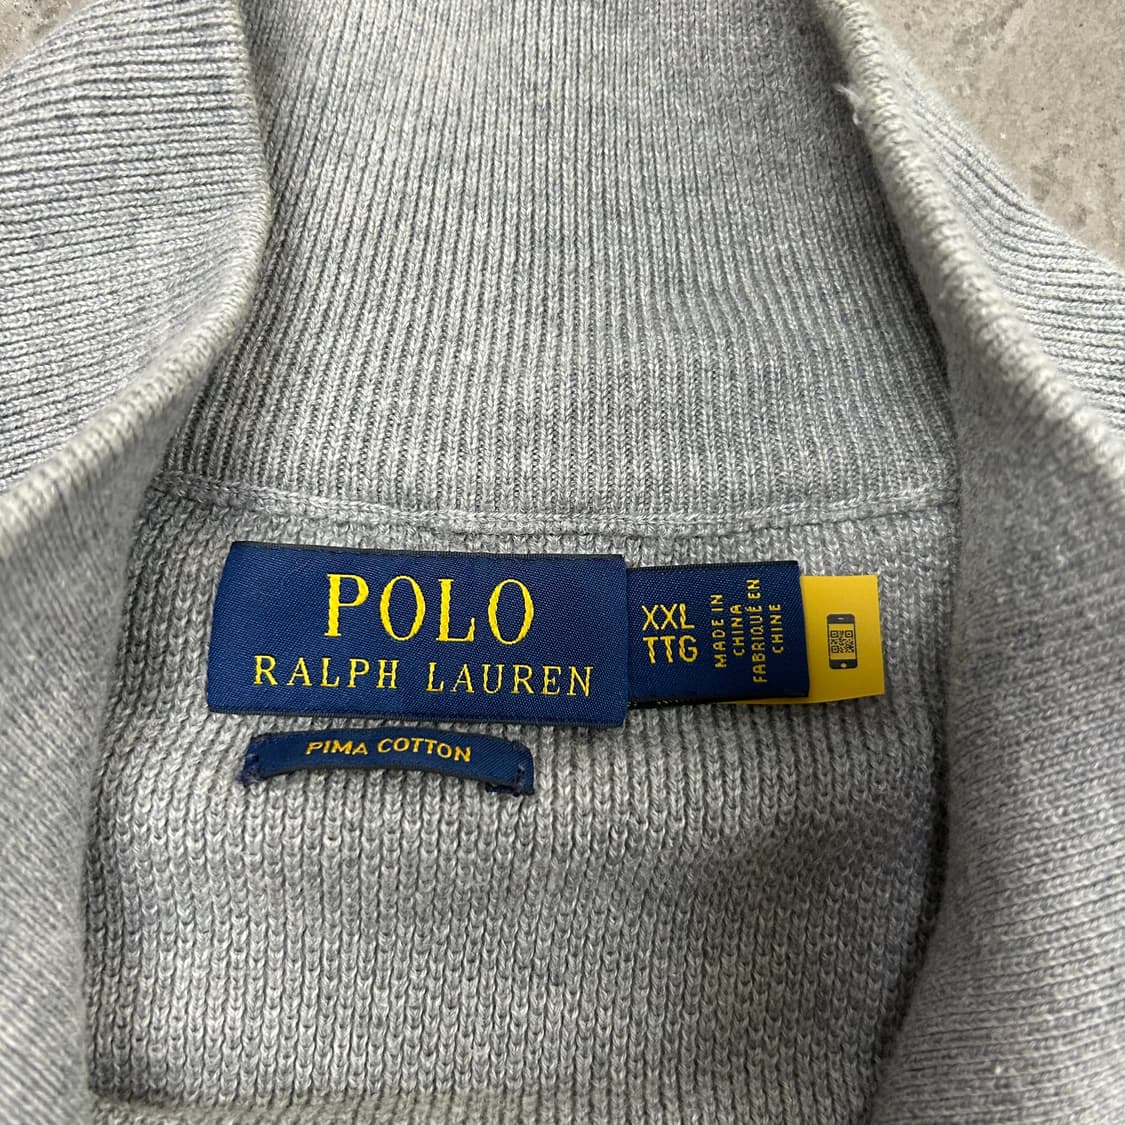 POLO
RALPH LAUREN
XXL
TTG
MADE IN
CHINA
FABRIQUÉ EN
CHINE
PIMA COTTON